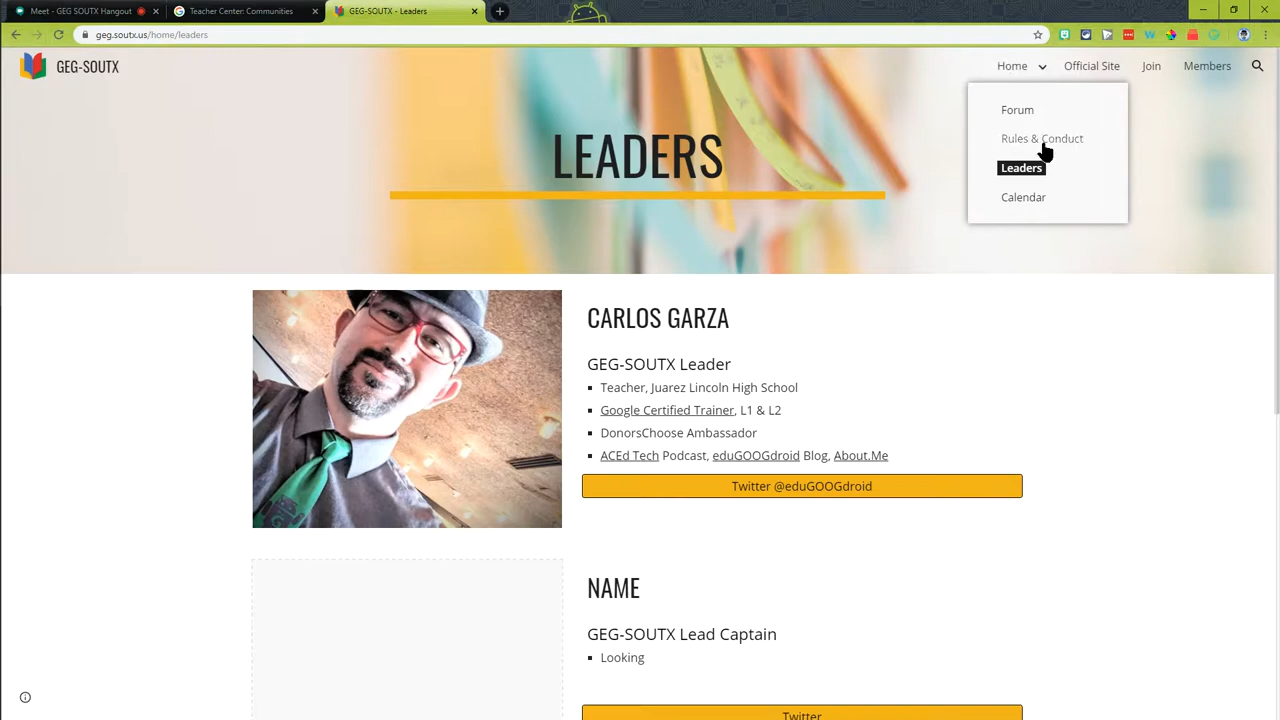 Meet - GEG SOUTX Hangout
Teacher Center: Communities
GEG-SOUTX - Leaders
geg.soutx.us/home/leaders
GEG-SOUTX
Home
Official Site
Join
Members
Forum
Rules & Conduct
Leaders
Calendar
LEADERS
CARLOS GARZA
GEG-SOUTX Leader
Teacher, Juarez Lincoln High School
Google Certified Trainer, L1 & L2
DonorsChoose Ambassador
ACEd Tech Podcast, eduGOOGdroid Blog, About.Me
Twitter @eduGOOGdroid
NAME
GEG-SOUTX Lead Captain
Looking
Twitter